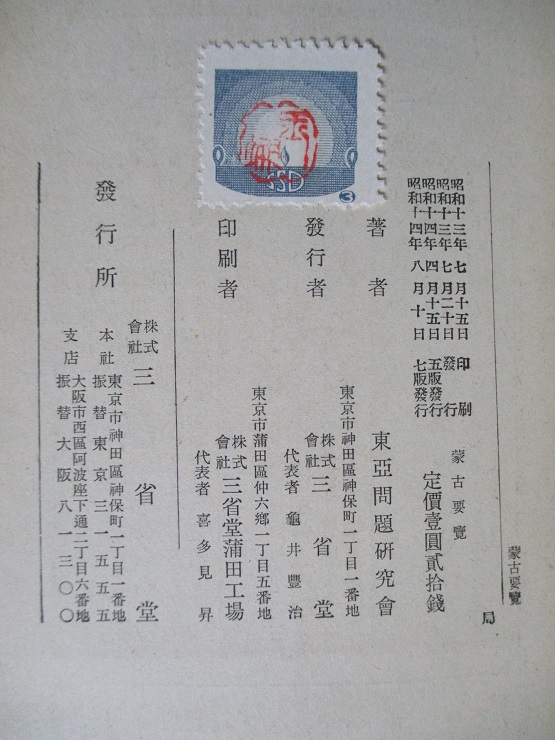 蒙古要覽
局
蒙古要覽
定價壹圓貳拾錢
昭和十三年七月十五日印刷
昭和十三年七月二十日發行
昭和十四年四月十五日五版發行
昭和十四年八月十日七版發行
著者
東亞問題研究會
東京市神田區神保町一丁目一番地
發行者
株式會社三省堂
代表者龜井豐治
東京市蒲田區仲六鄕一丁目五番地
印刷者
株式會社三省堂蒲田工場
代表者喜多見昇
發行所
株式會社三省堂
本社
東京市神田區神保町一丁目一番地
振替東京三一五五五
支店
大阪市西區阿波座下通二丁目六番地
振替大阪八一三〇〇
SSD
3